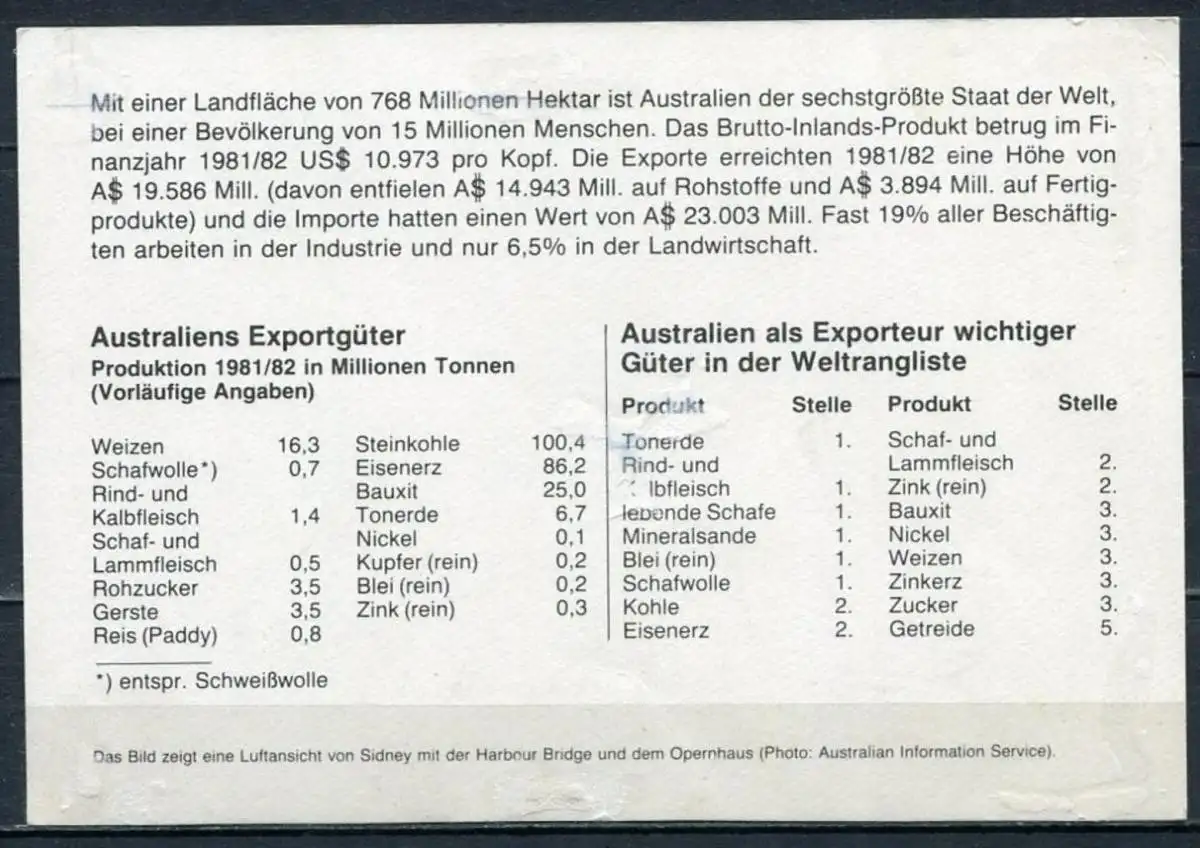 Mit einer Landfläche von 768 Millionen Hektar ist Australien der sechstgrößte Staat der Welt,
bei einer Bevölkerung von 15 Millionen Menschen. Das Brutto-Inlands-Produkt betrug im Fi-
nanzjahr 1981/82 US$ 10.973 pro Kopf. Die Exporte erreichten 1981/82 eine Höhe von
A$ 19.586 Mill. (davon entfielen A$ 14.943 Mill. auf Rohstoffe und A$ 3.894 Mill. auf Fertig-
produkte) und die Importe hatten einen Wert von A$ 23.003 Mill. Fast 19% aller Beschäftig-
ten arbeiten in der Industrie und nur 6,5% in der Landwirtschaft.
Australiens Exportgüter
Produktion 1981/82 in Millionen Tonnen
(Vorläufige Angaben)
Weizen 16,3 Steinkohle 100,4
Schafwolle*) 0,7 Eisenerz 86,2
Rind- und Bauxit 25,0
Kalbfleisch 1,4 Tonerde 6,7
Schaf- und Nickel 0,1
Lammfleisch 0,5 Kupfer (rein) 0,2
Rohzucker 3,5 Blei (rein) 0,2
Gerste 3,5 Zink (rein) 0,3
Reis (Paddy) 0,8
*) entspr. Schweißwolle
Australien als Exporteur wichtiger
Güter in der Weltrangliste
Produkt Stelle Produkt Stelle
Tonerde 1. Schaf- und
Rind- und Lammfleisch 2.
lbfleisch 1. Zink (rein) 2.
lebende Schafe 1. Bauxit 3.
Mineralsande 1. Nickel 3.
Blei (rein) 1. Weizen 3.
Schafwolle 1. Zinkerz 3.
Kohle 2. Zucker 3.
Eisenerz 2. Getreide 5.
Das Bild zeigt eine Luftansicht von Sidney mit der Harbour Bridge und dem Opernhaus (Photo: Australian Information Service).